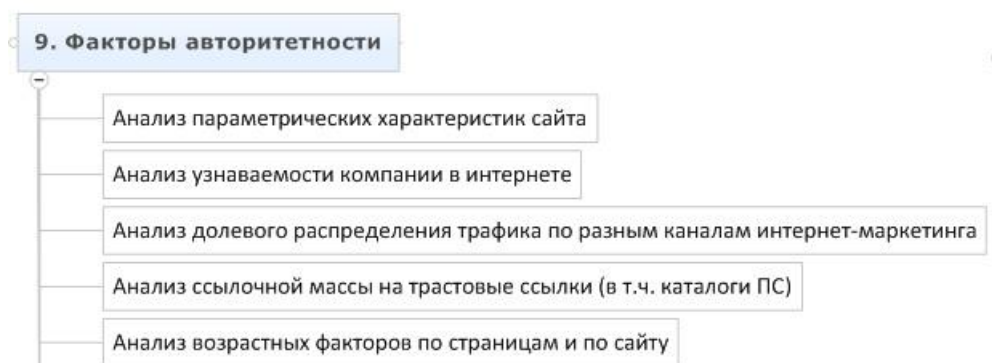 9. Факторы авторитетности
Анализ параметрических характеристик сайта
Анализ узнаваемости компании в интернете
Анализ долевого распределения трафика по разным каналам интернет-маркетинга
Анализ ссылочной массы на трастовые ссылки (в т.ч. каталоги ПС)
Анализ возрастных факторов по страницам и по сайту